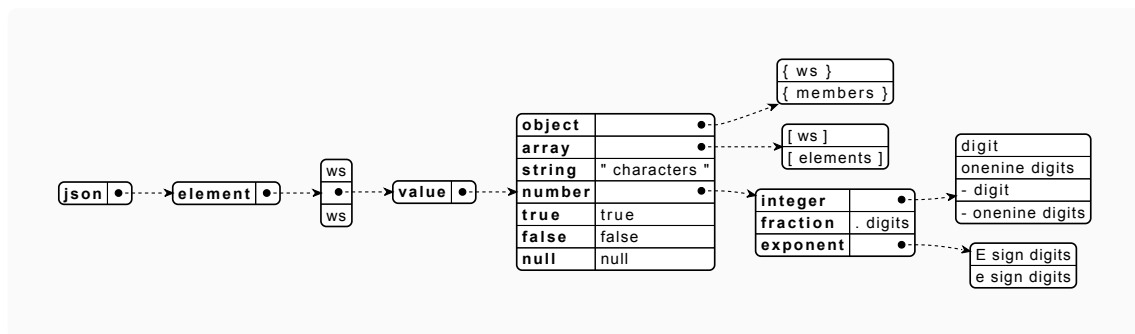 json
element
ws
ws
value
object
array
string " characters "
number
true true
false false
null null
{ ws }
{ members }
[ ws ]
[ elements ]
integer
fraction . digits
exponent
digit
onenine digits
- digit
- onenine digits
E sign digits
e sign digits